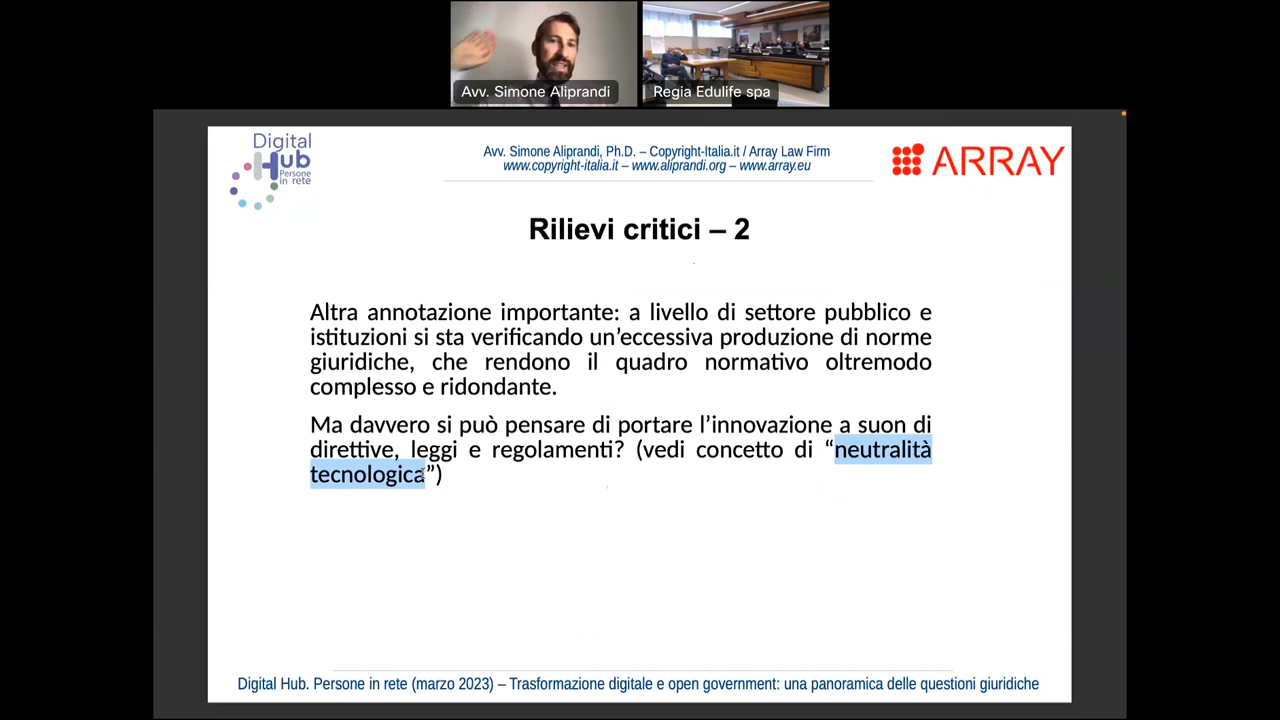 Avv. Simone Aliprandi
Regia Edulife spa
Digital
Hub
Persone
in rete
Avv. Simone Aliprandi, Ph.D. – Copyright-Italia.it / Array Law Firm
www.copyright-italia.it – www.aliprandi.org – www.array.eu
ARRAY
Rilievi critici – 2
Altra annotazione importante: a livello di settore pubblico e
istituzioni si sta verificando un’eccessiva produzione di norme
giuridiche, che rendono il quadro normativo oltremodo
complesso e ridondante.
Ma davvero si può pensare di portare l’innovazione a suon di
direttive, leggi e regolamenti? (vedi concetto di “neutralità
tecnologica”)
Digital Hub. Persone in rete (marzo 2023) – Trasformazione digitale e open government: una panoramica delle questioni giuridiche